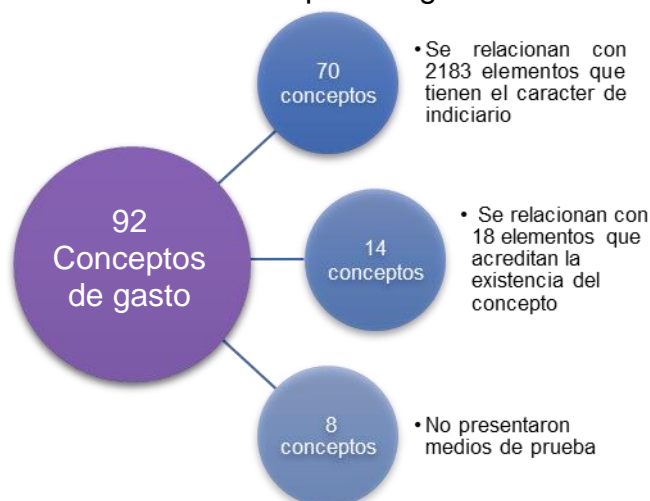 70
conceptos
• Se relacionan con
2183 elementos que
tienen el caracter de
indiciario
92
Conceptos
de gasto
14
conceptos
• Se relacionan con
18 elementos que
acreditan la
existencia del
concepto
8
conceptos
• No presentaron
medios de prueba